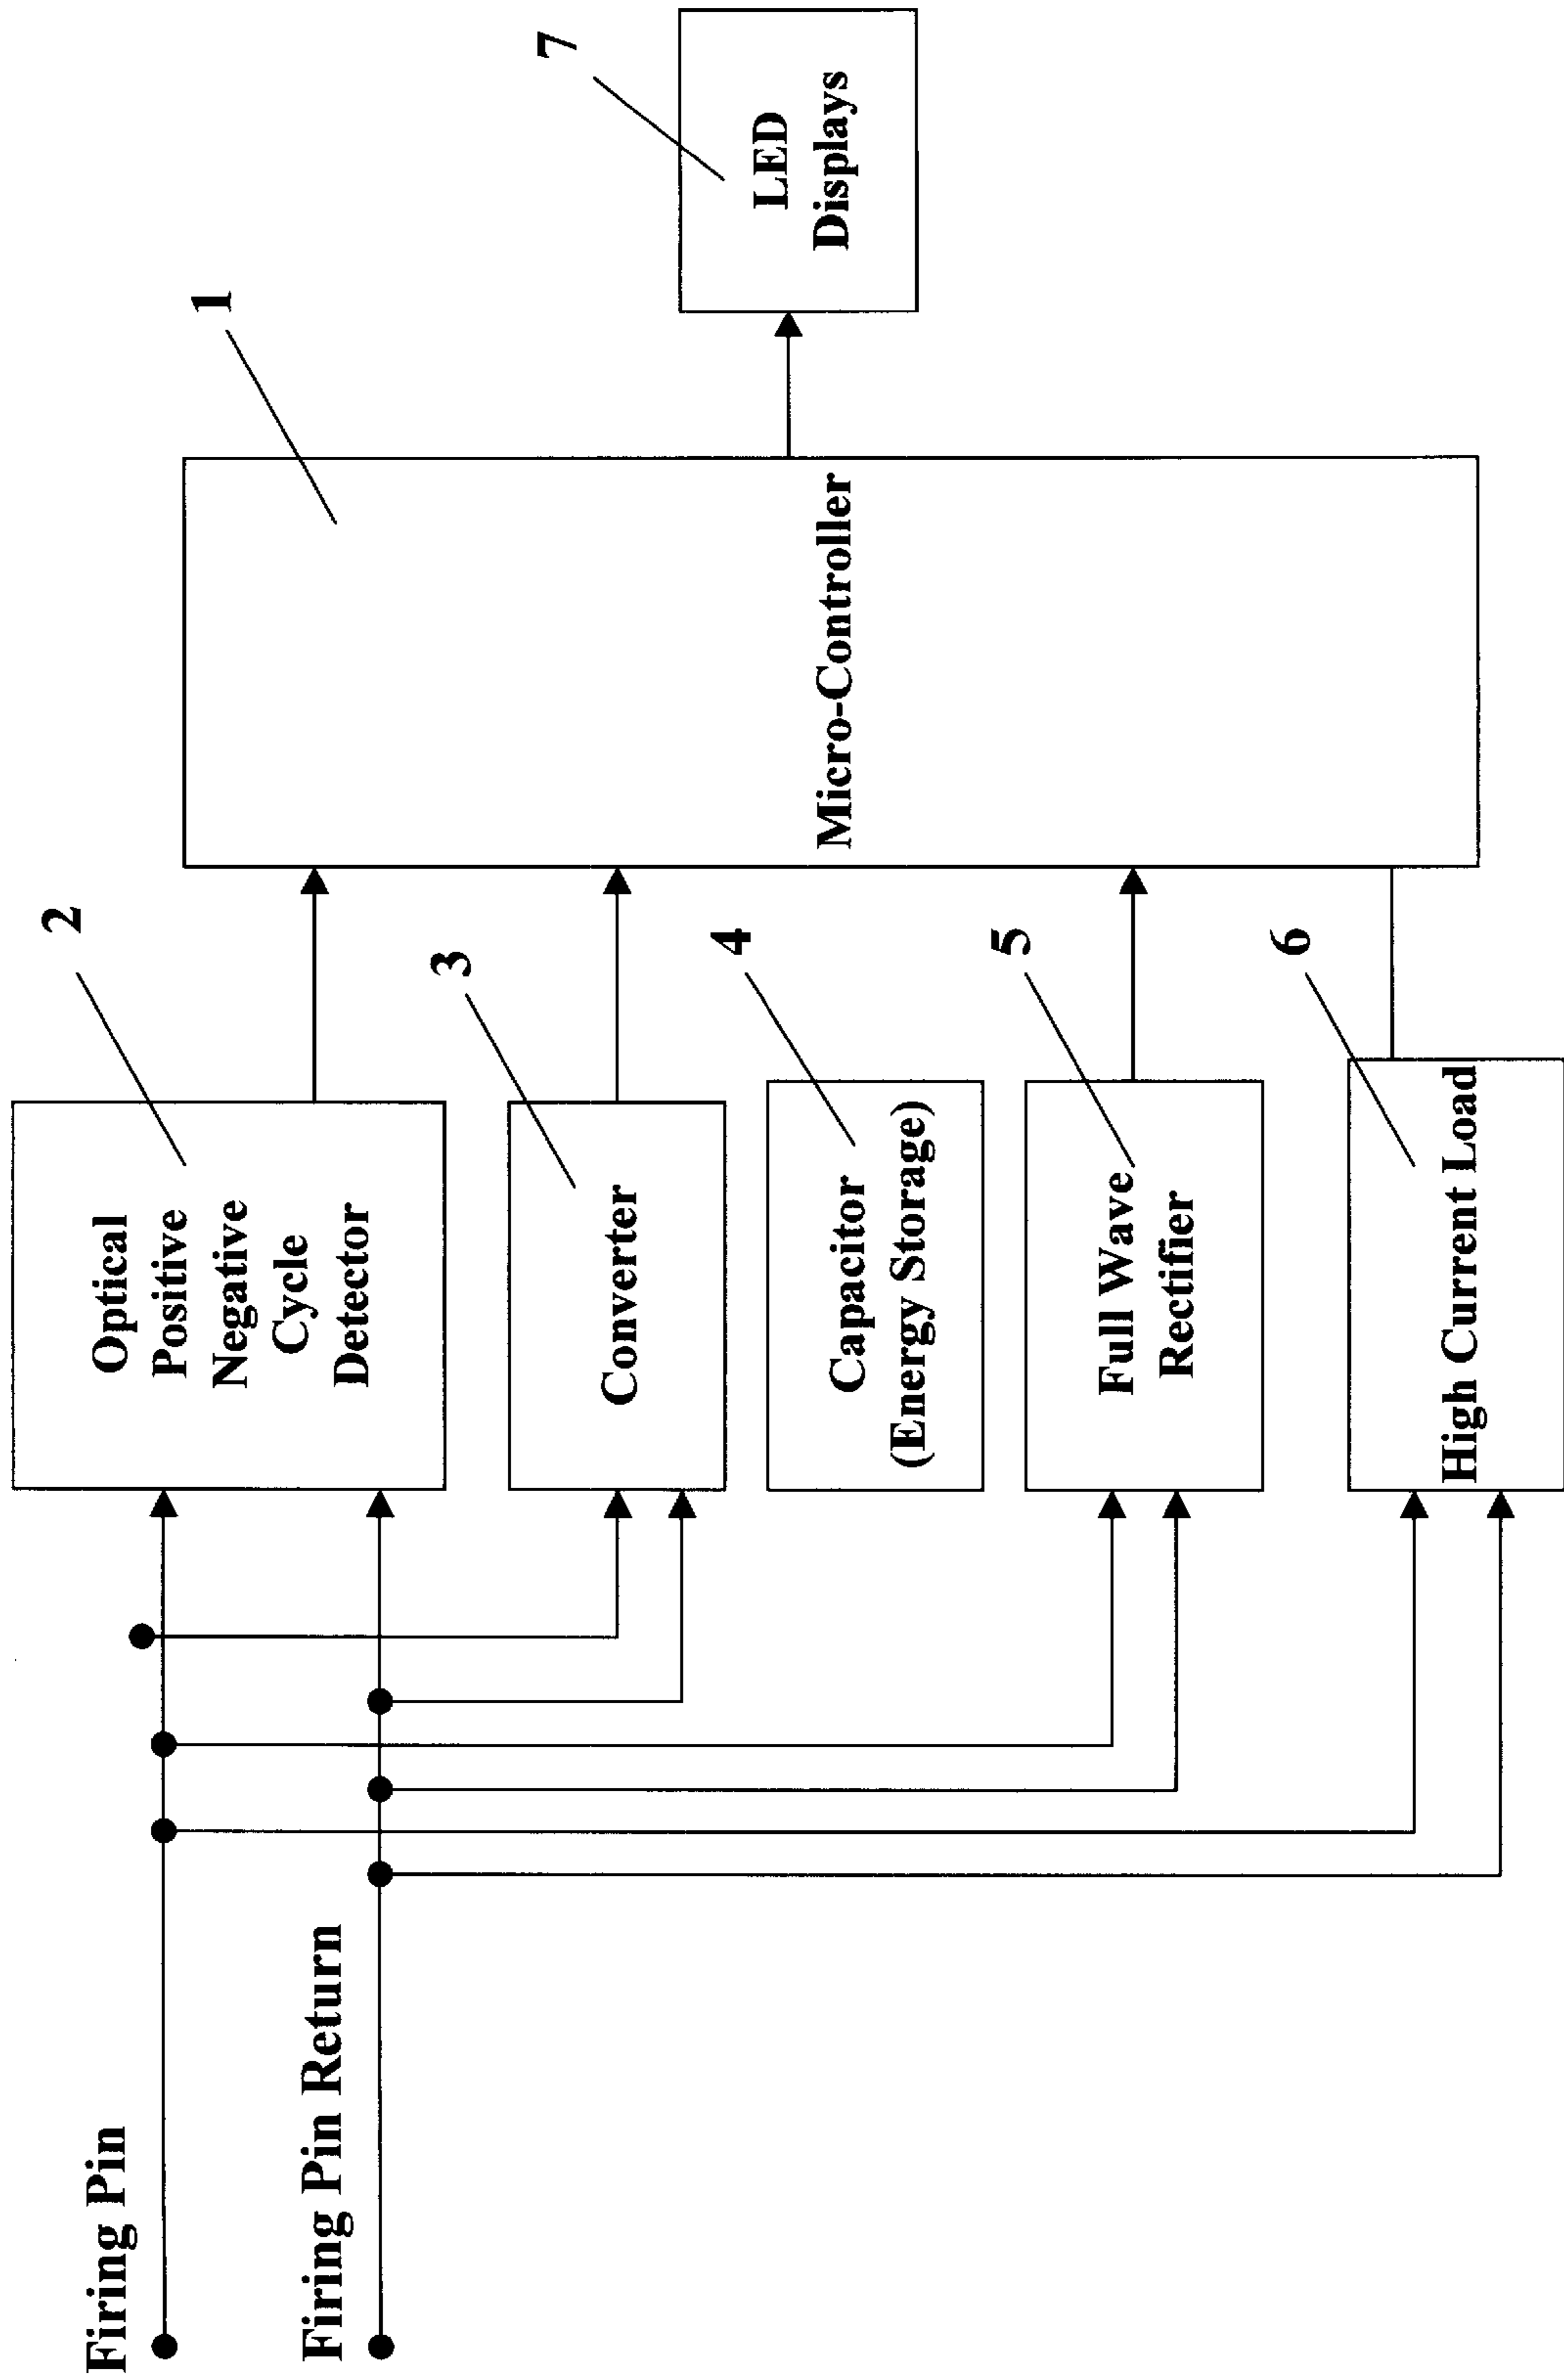 Firing Pin
Firing Pin Return
2
Optical
Positive
Negative
Cycle
Detector
3
Converter
4
Capacitor
(Energy Storage)
5
Full Wave
Rectifier
6
High Current Load
1
Micro-Controller
7
LED
Displays